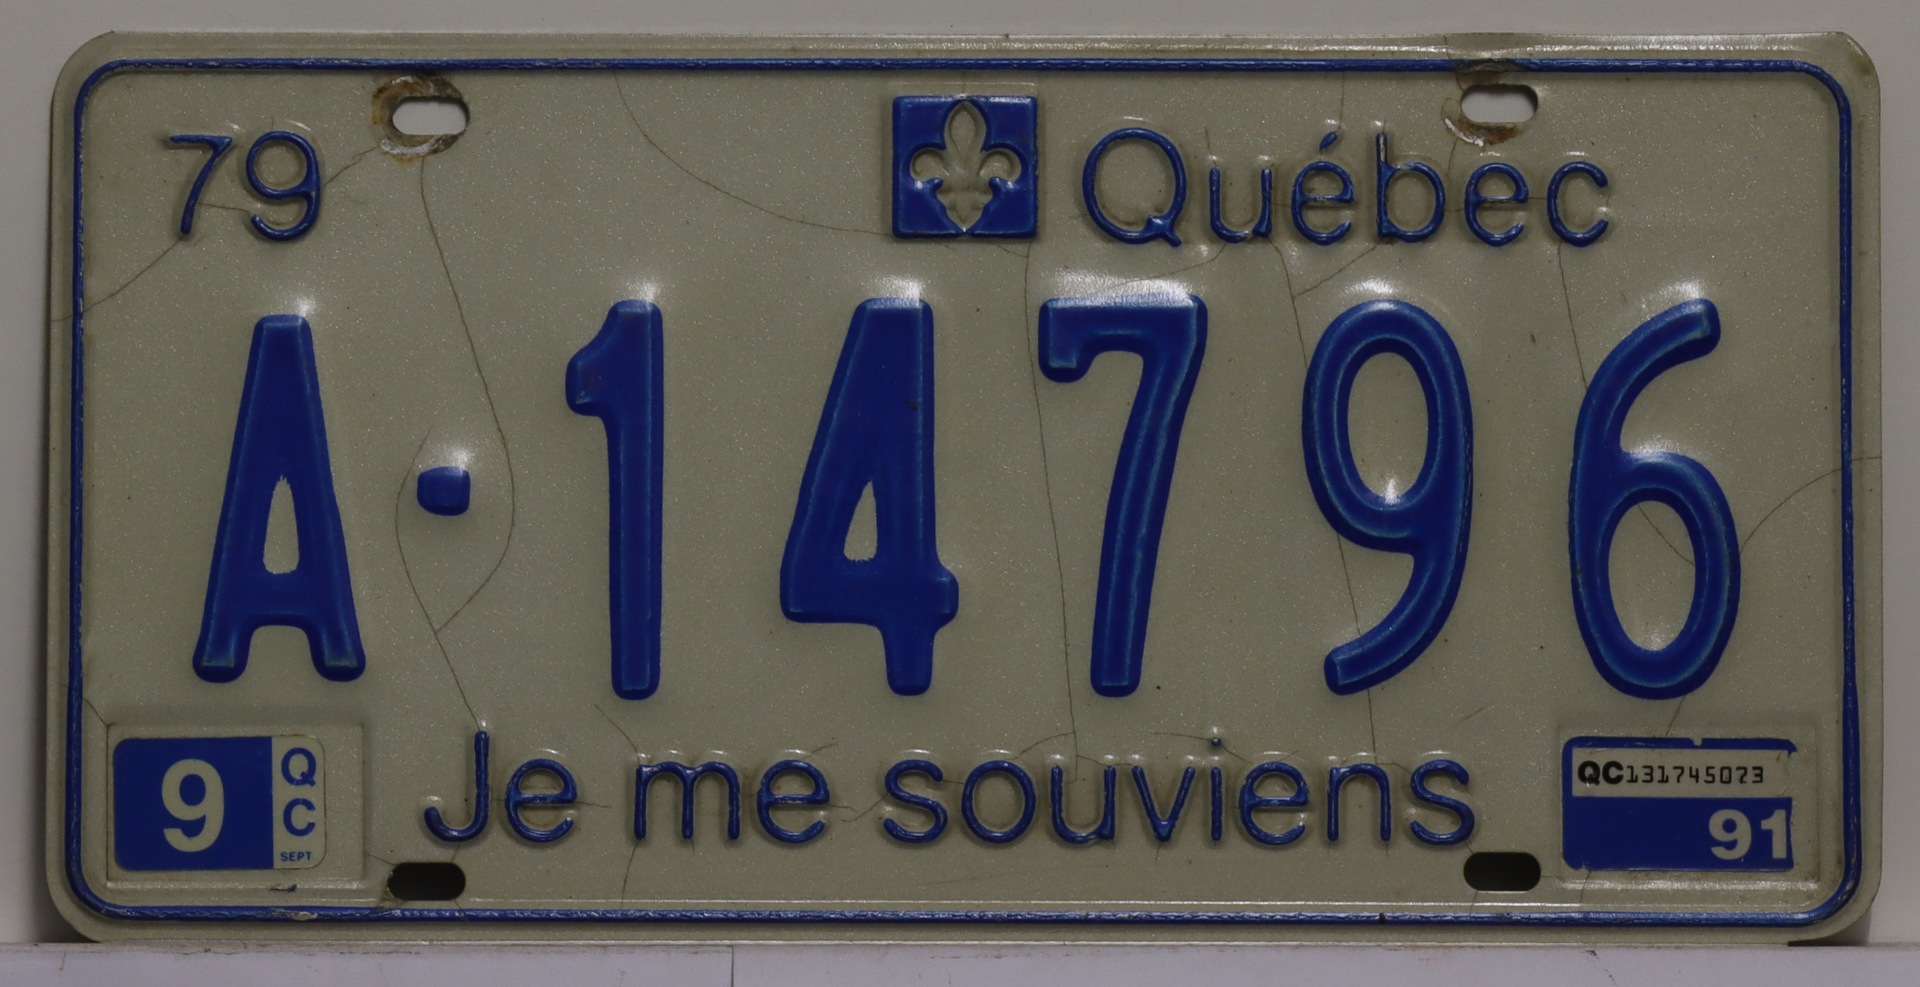 79 Québec
A·14796
9 QC SEPT
Je me souviens
QC131745073
91